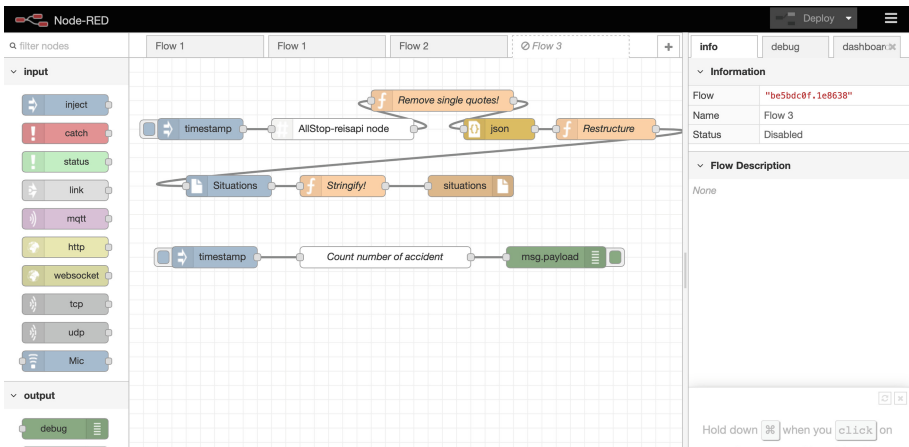 Node-RED
Deploy
filter nodes
Flow 1
Flow 1
Flow 2
Flow 3
+
info
debug
dashboar
input
inject
catch
status
link
mqtt
http
websocket
tcp
udp
Mic
output
debug
Remove single quotes!
timestamp
AllStop-reisapi node
json
Restructure
Situations
Stringify!
situations
timestamp
Count number of accident
msg.payload
Information
Flow "be5bdc0f.1e8638"
Name Flow 3
Status Disabled
Flow Description
None
Hold down ⌘ when you click on